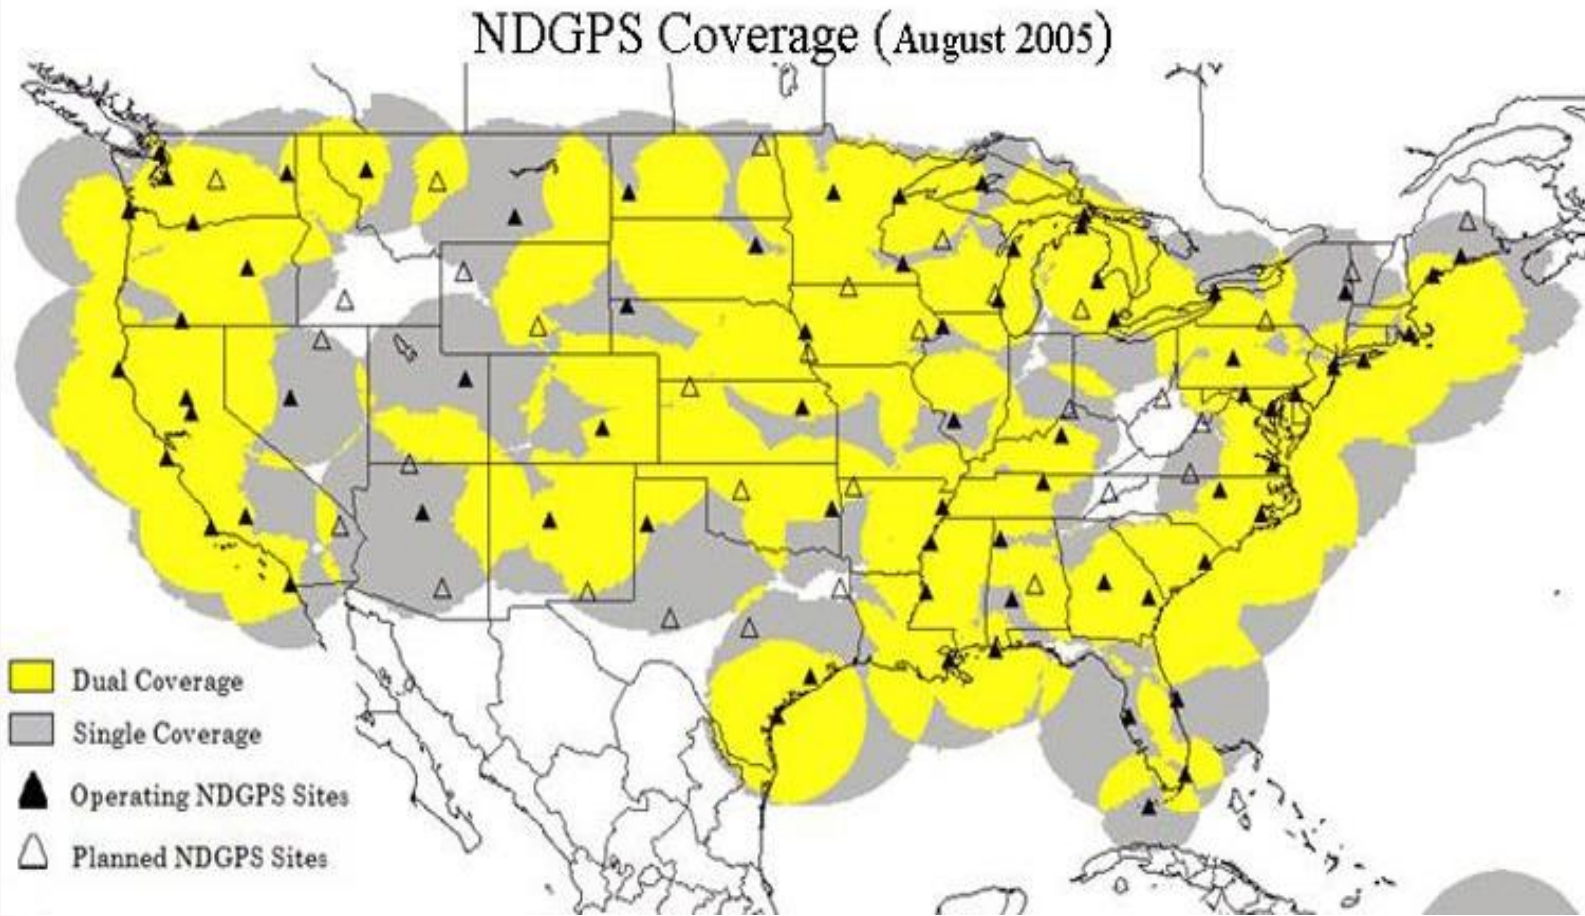 NDGPS Coverage (August 2005)
Dual Coverage
Single Coverage
Operating NDGPS Sites
Planned NDGPS Sites